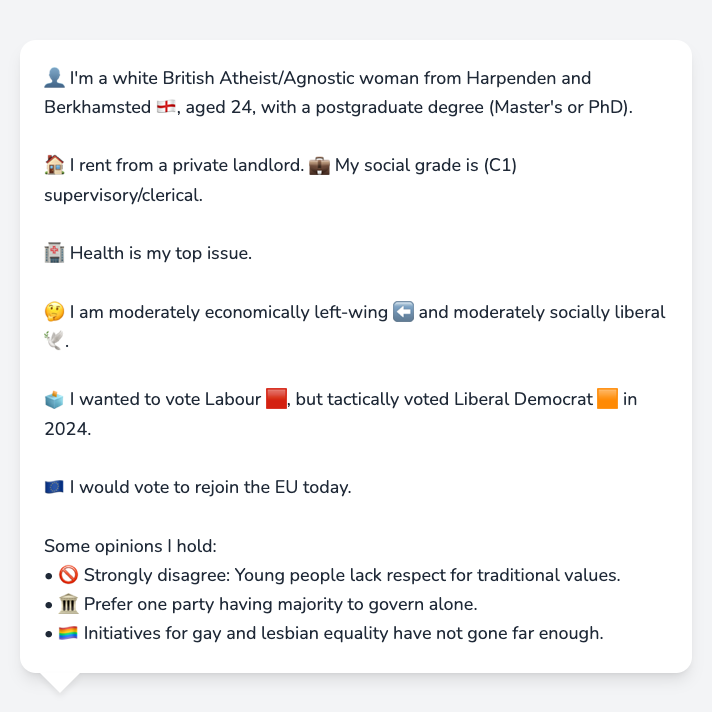 👤 I'm a white British Atheist/Agnostic woman from Harpenden and
Berkhamsted 🏴󠁧󠁢󠁥󠁮󠁧󠁿, aged 24, with a postgraduate degree (Master's or PhD).
🏠 I rent from a private landlord. 💼 My social grade is (C1)
supervisory/clerical.
🏥 Health is my top issue.
🤔 I am moderately economically left-wing ⬅️ and moderately socially liberal
🕊️.
🗳️ I wanted to vote Labour 🟥, but tactically voted Liberal Democrat 🟧 in
2024.
🇪🇺 I would vote to rejoin the EU today.
Some opinions I hold:
• 🚫 Strongly disagree: Young people lack respect for traditional values.
• 🏛️ Prefer one party having majority to govern alone.
• 🏳️‍🌈 Initiatives for gay and lesbian equality have not gone far enough.